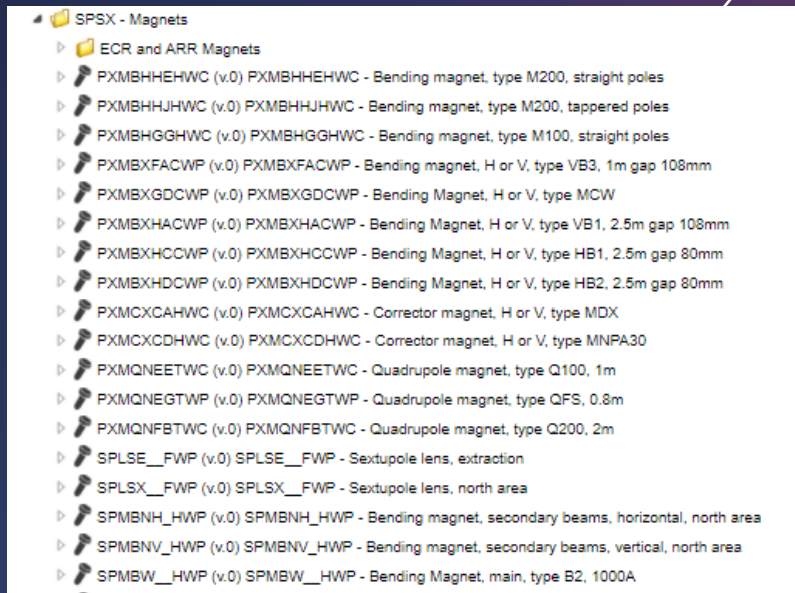 SPSX - Magnets
ECR and ARR Magnets
PXMBHHEHWC (v.0) PXMBHHEHWC - Bending magnet, type M200, straight poles
PXMBHHJHWC (v.0) PXMBHHJHWC - Bending magnet, type M200, tappered poles
PXMBHGGHWC (v.0) PXMBHGGHWC - Bending magnet, type M100, straight poles
PXMBXFACWP (v.0) PXMBXFACWP - Bending magnet, H or V, type VB3, 1m gap 108mm
PXMBXGDCWP (v.0) PXMBXGDCWP - Bending Magnet, H or V, type MCW
PXMBXHACWP (v.0) PXMBXHACWP - Bending Magnet, H or V, type VB1, 2.5m gap 108mm
PXMBXHCCWP (v.0) PXMBXHCCWP - Bending Magnet, H or V, type HB1, 2.5m gap 80mm
PXMBXHDCWP (v.0) PXMBXHDCWP - Bending Magnet, H or V, type HB2, 2.5m gap 80mm
PXMCXCAHWC (v.0) PXMCXCAHWC - Corrector magnet, H or V, type MDX
PXMCXCDHWC (v.0) PXMCXCDHWC - Corrector magnet, H or V, type MNPA30
PXMQNEETWC (v.0) PXMQNEETWC - Quadrupole magnet, type Q100, 1m
PXMQNEGTWP (v.0) PXMQNEGTWP - Quadrupole magnet, type QFS, 0.8m
PXMQNFBTWC (v.0) PXMQNFBTWC - Quadrupole magnet, type Q200, 2m
SPLSE__FWP (v.0) SPLSE__FWP - Sextupole lens, extraction
SPLSX__FWP (v.0) SPLSX__FWP - Sextupole lens, north area
SPMBNH_HWP (v.0) SPMBNH_HWP - Bending magnet, secondary beams, horizontal, north area
SPMBNV_HWP (v.0) SPMBNV_HWP - Bending magnet, secondary beams, vertical, north area
SPMBW__HWP (v.0) SPMBW__HWP - Bending Magnet, main, type B2, 1000A